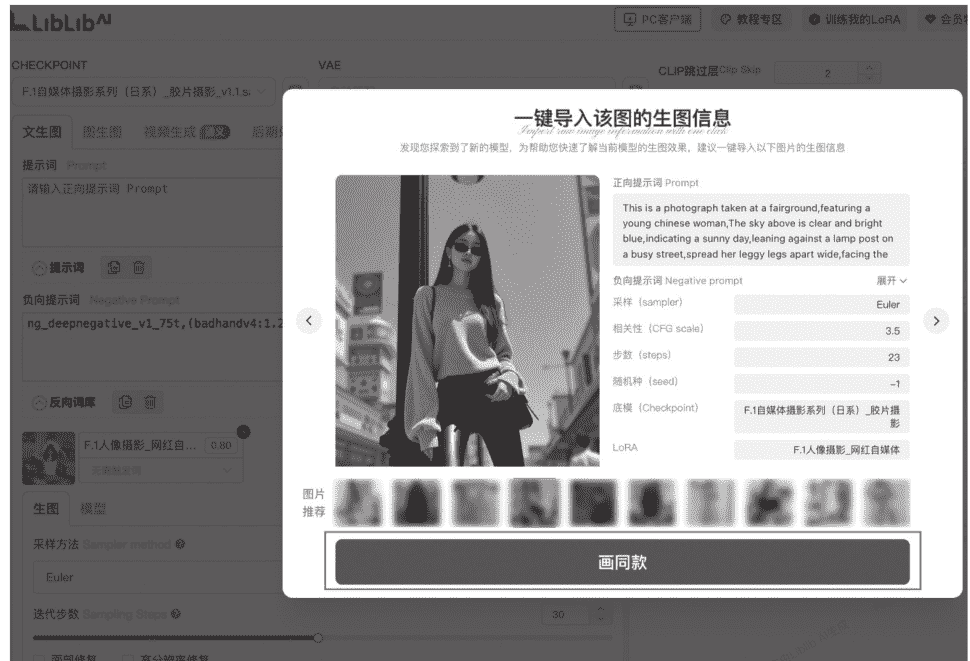 LibLibAI
PC客户端
教程专区
训练我的LoRA
CHECKPOINT
VAE
CLIP跳过层Clip Skip
F.1自媒体摄影系列（日系）_胶片摄影_v1.1.sa
2
文生图
图生图
视频生成
提示词 Prompt
请输入正向提示词 Prompt
提示词
负向提示词 Negative Prompt
ng_deepnegative_v1_75t,(badhandv4:1.2
反向词库
F.1人像摄影_网红自...
0.80
生图
模型
采样方法 Sampler method
Euler
迭代步数 Sampling Steps
30
一键导入该图的生图信息
Import raw image information with one click
发现您探索到了新的模型，为帮助您快速了解当前模型的生图效果，建议一键导入以下图片的生图信息
正向提示词 Prompt
This is a photograph taken at a fairground,featuring a
young chinese woman,The sky above is clear and bright
blue,indicating a sunny day,leaning against a lamp post on
a busy street,spread her leggy legs apart wide,facing the
负向提示词 Negative prompt
展开
采样（sampler）
Euler
相关性（CFG scale）
3.5
步数（steps）
23
随机种（seed）
-1
底模（Checkpoint）
F.1自媒体摄影系列（日系）_胶片摄
影
LoRA
F.1人像摄影_网红自媒体
图片
推荐
画同款